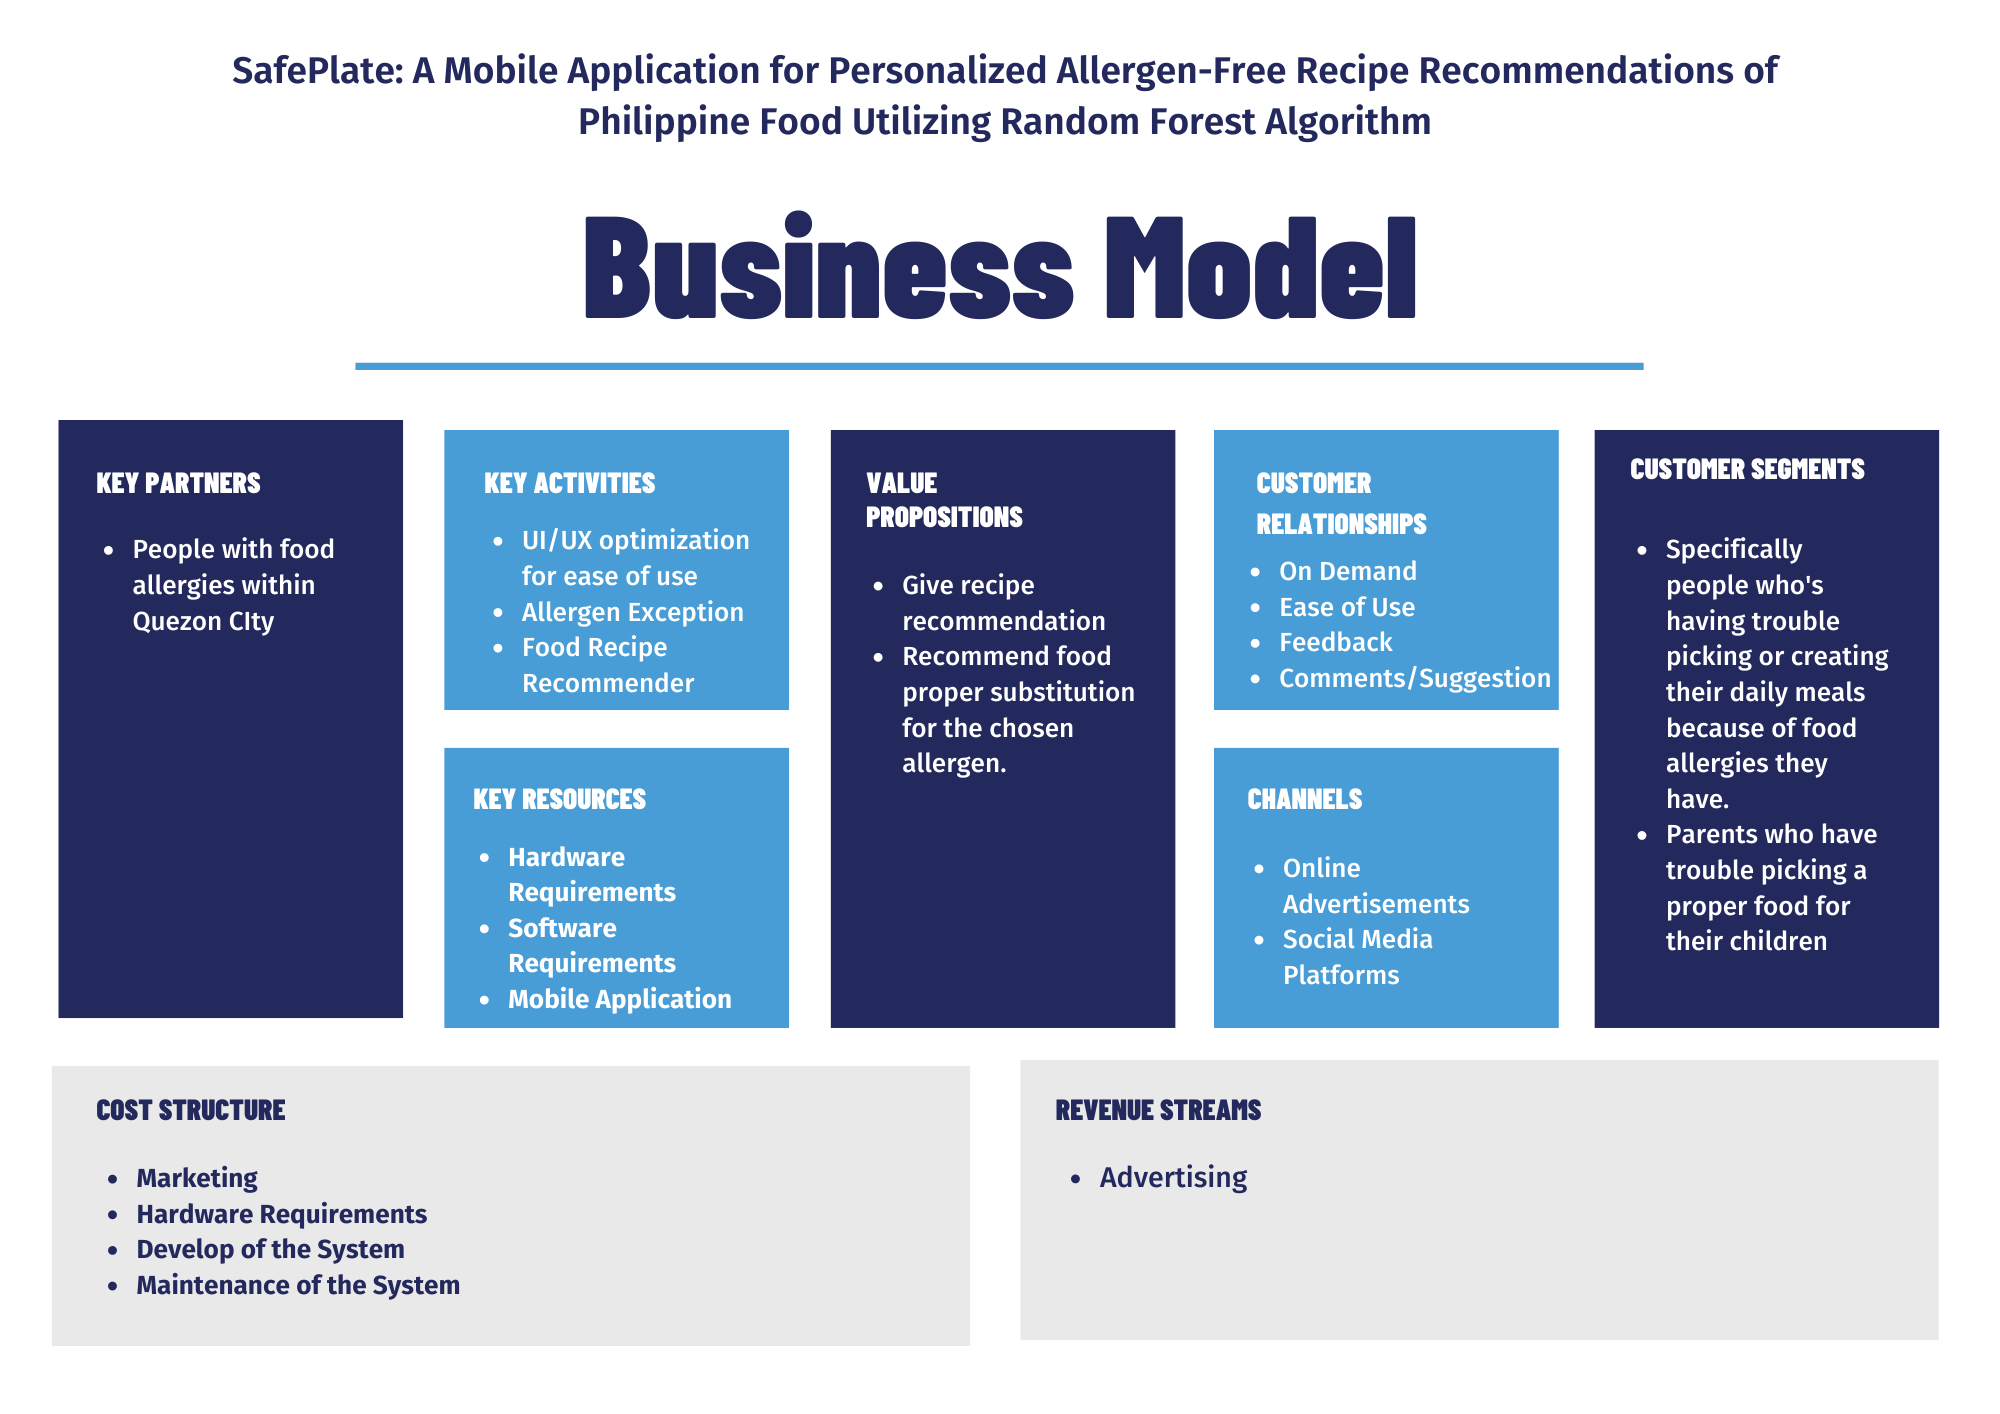 SafePlate: A Mobile Application for Personalized Allergen-Free Recipe Recommendations of
Philippine Food Utilizing Random Forest Algorithm
Business Model
KEY PARTNERS
• People with food
allergies within
Quezon CIty
KEY ACTIVITIES
• UI/UX optimization
for ease of use
• Allergen Exception
• Food Recipe
Recommender
KEY RESOURCES
• Hardware
Requirements
• Software
Requirements
• Mobile Application
VALUE
PROPOSITIONS
• Give recipe
recommendation
• Recommend food
proper substitution
for the chosen
allergen.
CUSTOMER
RELATIONSHIPS
• On Demand
• Ease of Use
• Feedback
• Comments/Suggestion
CHANNELS
• Online
Advertisements
• Social Media
Platforms
CUSTOMER SEGMENTS
• Specifically
people who's
having trouble
picking or creating
their daily meals
because of food
allergies they
have.
• Parents who have
trouble picking a
proper food for
their children
COST STRUCTURE
• Marketing
• Hardware Requirements
• Develop of the System
• Maintenance of the System
REVENUE STREAMS
• Advertising